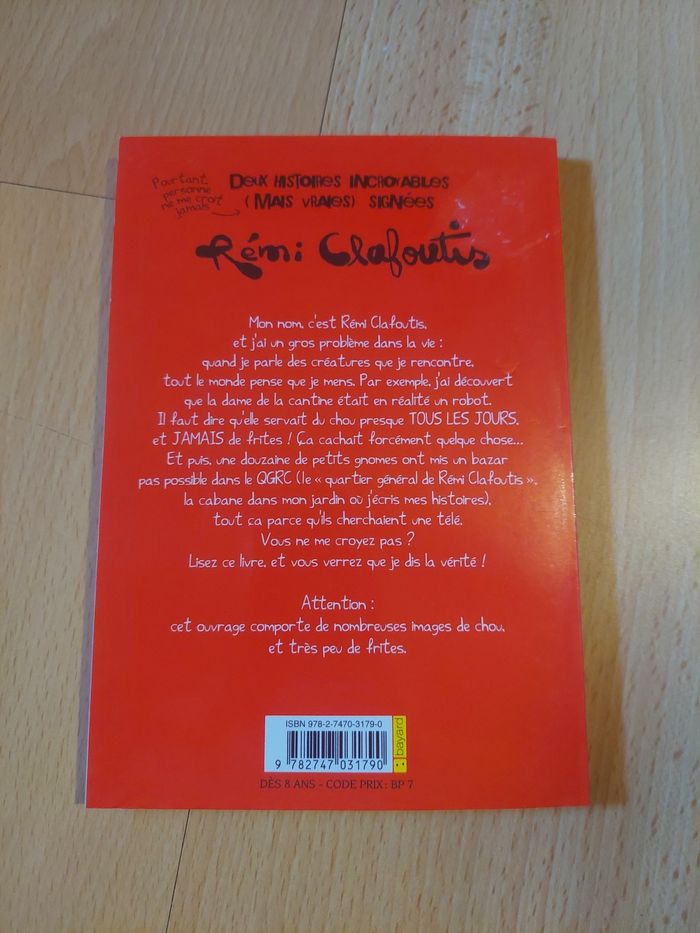 Pourtant
personne
ne me croit
jamais
Deux histoires incroyables
(Mais vraies) signées
Rémi Clafoutis
Mon nom, c'est Rémi Clafoutis,
et j'ai un gros problème dans la vie :
quand je parle des créatures que je rencontre,
tout le monde pense que je mens. Par exemple, j'ai découvert
que la dame de la cantine était en réalité un robot.
Il faut dire qu'elle servait du chou presque TOUS LES JOURS,
et JAMAIS de frites ! Ça cachait forcément quelque chose...
Et puis, une douzaine de petits gnomes ont mis un bazar
pas possible dans le QGRC (le « quartier général de Rémi Clafoutis »,
la cabane dans mon jardin où j'écris mes histoires),
tout ça parce qu'ils cherchaient une télé.
Vous ne me croyez pas ?
Lisez ce livre, et vous verrez que je dis la vérité !
Attention :
cet ouvrage comporte de nombreuses images de chou,
et très peu de frites.
ISBN 978-2-7470-3179-0
9 782747 031790
bayard
DÈS 8 ANS - CODE PRIX : BP 7